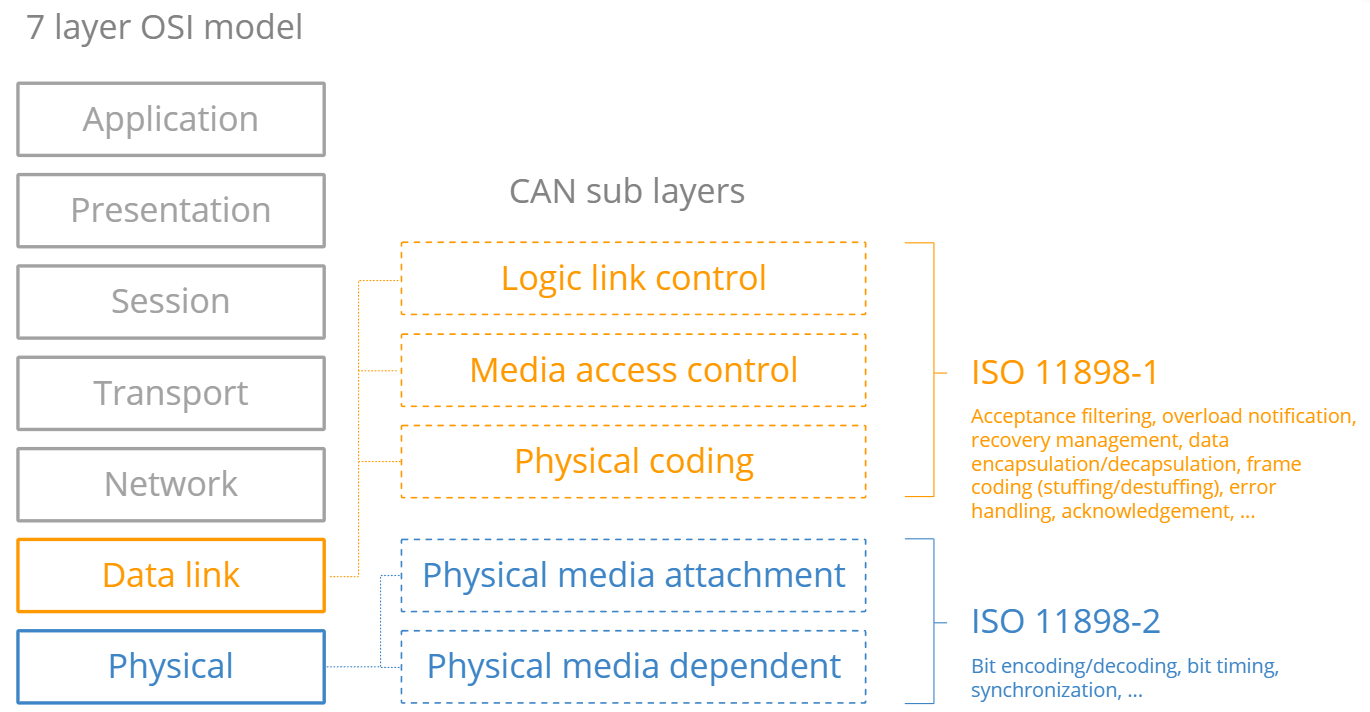 7 layer OSI model
Application
Presentation
Session
Transport
Network
Data link
Physical
CAN sub layers
Logic link control
Media access control
Physical coding
Physical media attachment
Physical media dependent
ISO 11898-1
Acceptance filtering, overload notification,
recovery management, data
encapsulation/decapsulation, frame
coding (stuffing/destuffing), error
handling, acknowledgement, ...
ISO 11898-2
Bit encoding/decoding, bit timing,
synchronization, ...